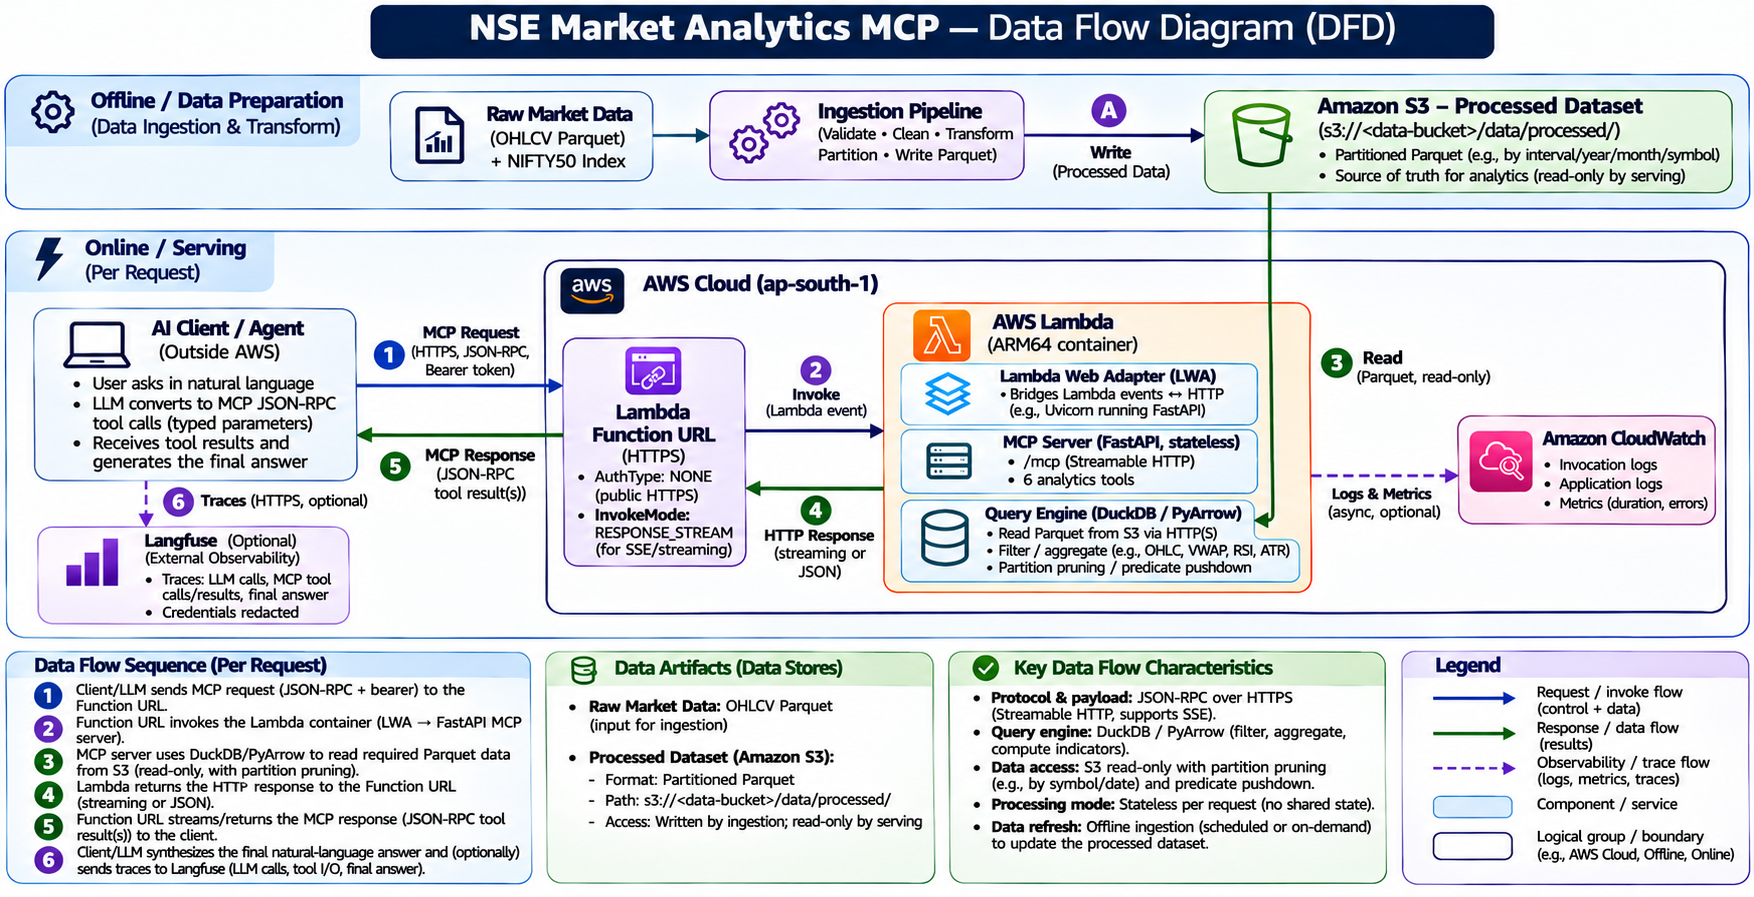 NSE Market Analytics MCP — Data Flow Diagram (DFD)
Offline / Data Preparation
(Data Ingestion & Transform)
Raw Market Data
(OHLCV Parquet)
+ NIFTY50 Index
Ingestion Pipeline
(Validate • Clean • Transform
Partition • Write Parquet)
A
Write
(Processed Data)
Amazon S3 – Processed Dataset
(s3://<data-bucket>/data/processed/)
• Partitioned Parquet (e.g., by interval/year/month/symbol)
• Source of truth for analytics (read-only by serving)
Online / Serving
(Per Request)
AI Client / Agent
(Outside AWS)
• User asks in natural language
• LLM converts to MCP JSON-RPC
tool calls (typed parameters)
• Receives tool results and
generates the final answer
1
MCP Request
(HTTPS, JSON-RPC,
Bearer token)
5
MCP Response
(JSON-RPC
tool result(s))
6 Traces (HTTPS, optional)
Langfuse (Optional)
(External Observability)
• Traces: LLM calls, MCP tool
calls/results, final answer
• Credentials redacted
aws
AWS Cloud (ap-south-1)
Lambda
Function URL
(HTTPS)
• AuthType: NONE
(public HTTPS)
• InvokeMode:
RESPONSE_STREAM
(for SSE/streaming)
2
Invoke
(Lambda event)
4
HTTP Response
(streaming or
JSON)
AWS Lambda
(ARM64 container)
Lambda Web Adapter (LWA)
• Bridges Lambda events ↔ HTTP
(e.g., Uvicorn running FastAPI)
MCP Server (FastAPI, stateless)
• /mcp (Streamable HTTP)
• 6 analytics tools
Query Engine (DuckDB / PyArrow)
• Read Parquet from S3 via HTTP(S)
• Filter / aggregate (e.g., OHLC, VWAP, RSI, ATR)
• Partition pruning / predicate pushdown
3
Read
(Parquet, read-only)
Logs & Metrics
(async, optional)
Amazon CloudWatch
• Invocation logs
• Application logs
• Metrics (duration, errors)
Data Flow Sequence (Per Request)
1 Client/LLM sends MCP request (JSON-RPC + bearer) to the
Function URL.
2 Function URL invokes the Lambda container (LWA → FastAPI MCP
server).
3 MCP server uses DuckDB/PyArrow to read required Parquet data
from S3 (read-only, with partition pruning).
4 Lambda returns the HTTP response to the Function URL
(streaming or JSON).
5 Function URL streams/returns the MCP response (JSON-RPC tool
result(s)) to the client.
6 Client/LLM synthesizes the final natural-language answer and (optionally)
sends traces to Langfuse (LLM calls, tool I/O, final answer).
Data Artifacts (Data Stores)
• Raw Market Data: OHLCV Parquet
(input for ingestion)
• Processed Dataset (Amazon S3):
- Format: Partitioned Parquet
- Path: s3://<data-bucket>/data/processed/
- Access: Written by ingestion; read-only by serving
Key Data Flow Characteristics
• Protocol & payload: JSON-RPC over HTTPS
(Streamable HTTP, supports SSE).
• Query engine: DuckDB / PyArrow (filter, aggregate,
compute indicators).
• Data access: S3 read-only with partition pruning
(e.g., by symbol/date) and predicate pushdown.
• Processing mode: Stateless per request (no shared state).
• Data refresh: Offline ingestion (scheduled or on-demand)
to update the processed dataset.
Legend
Request / invoke flow
(control + data)
Response / data flow
(results)
Observability / trace flow
(logs, metrics, traces)
Component / service
Logical group / boundary
(e.g., AWS Cloud, Offline, Online)